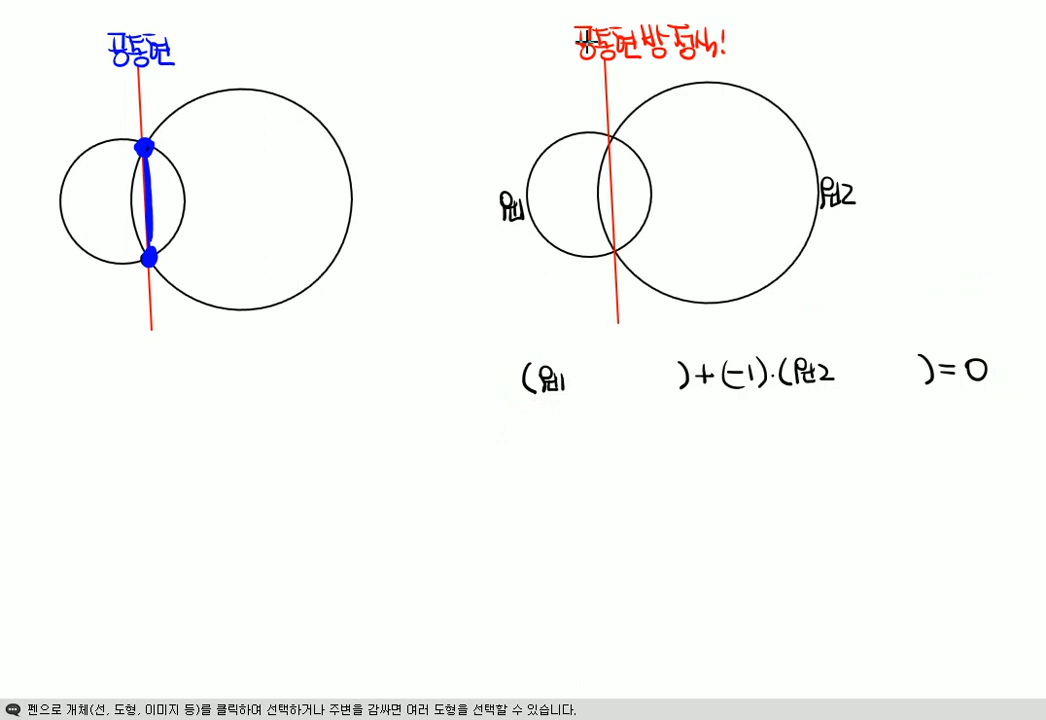 공통현
공통현 방정식!
원1
원2
(원1 )+(-1)·(원2 )=0
펜으로 개체(선, 도형, 이미지 등)를 클릭하여 선택하거나 주변을 감싸면 여러 도형을 선택할 수 있습니다.